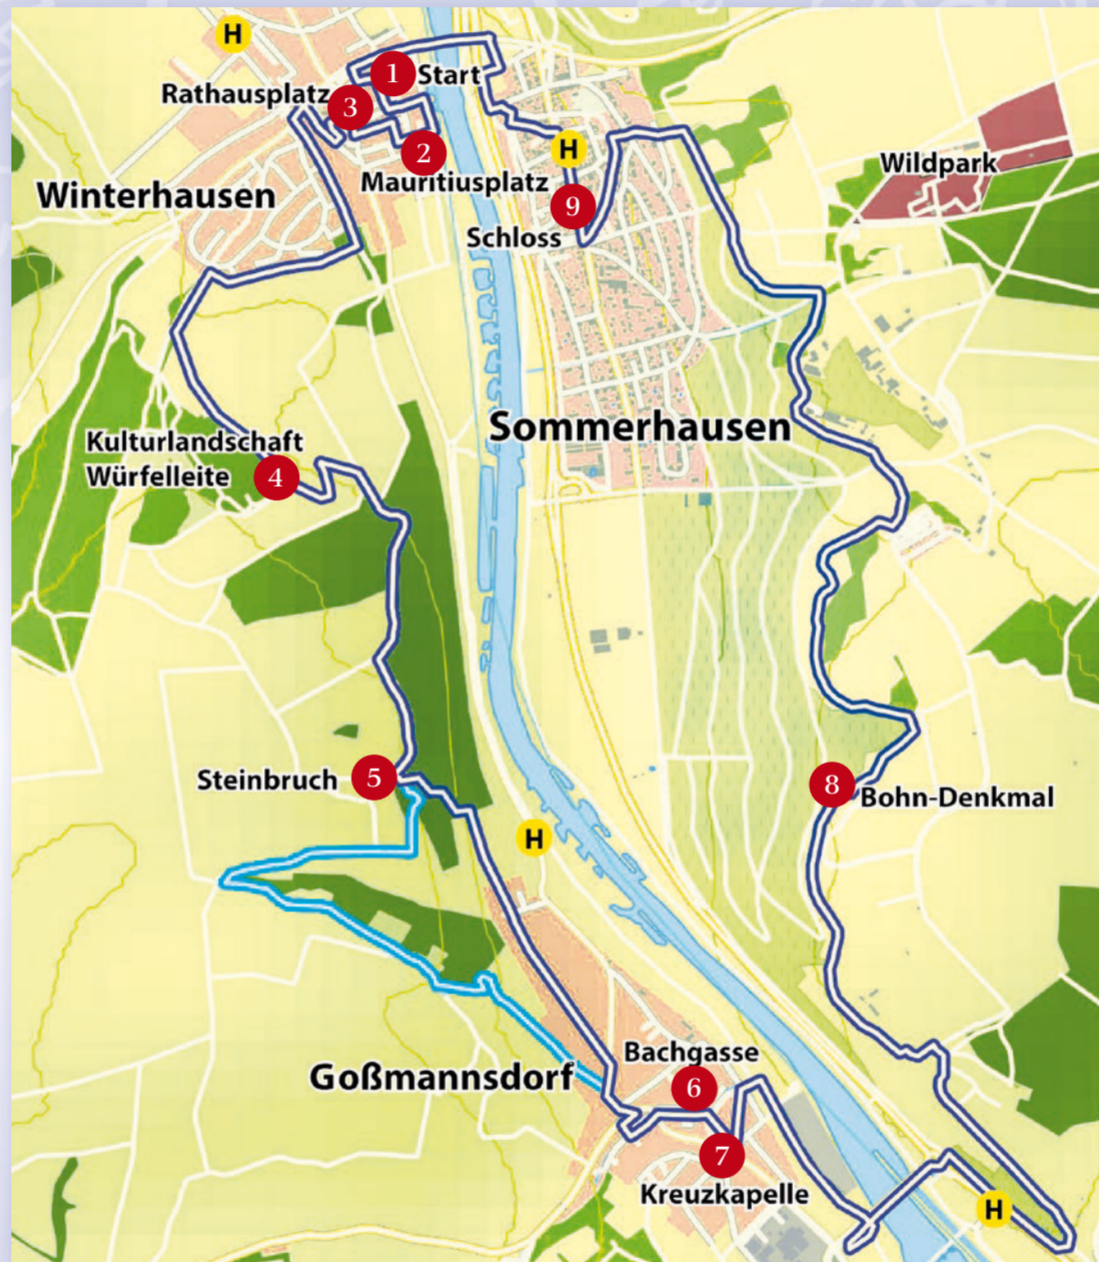 H
1 Start
Rathausplatz
3
2
Mauritiusplatz
H
Wildpark
Winterhausen
9
Schloss
Sommerhausen
Kulturlandschaft
Würfelleite 4
Steinbruch 5
8
Bohn-Denkmal
H
Bachgasse
Goßmannsdorf
6
7
Kreuzkapelle
H